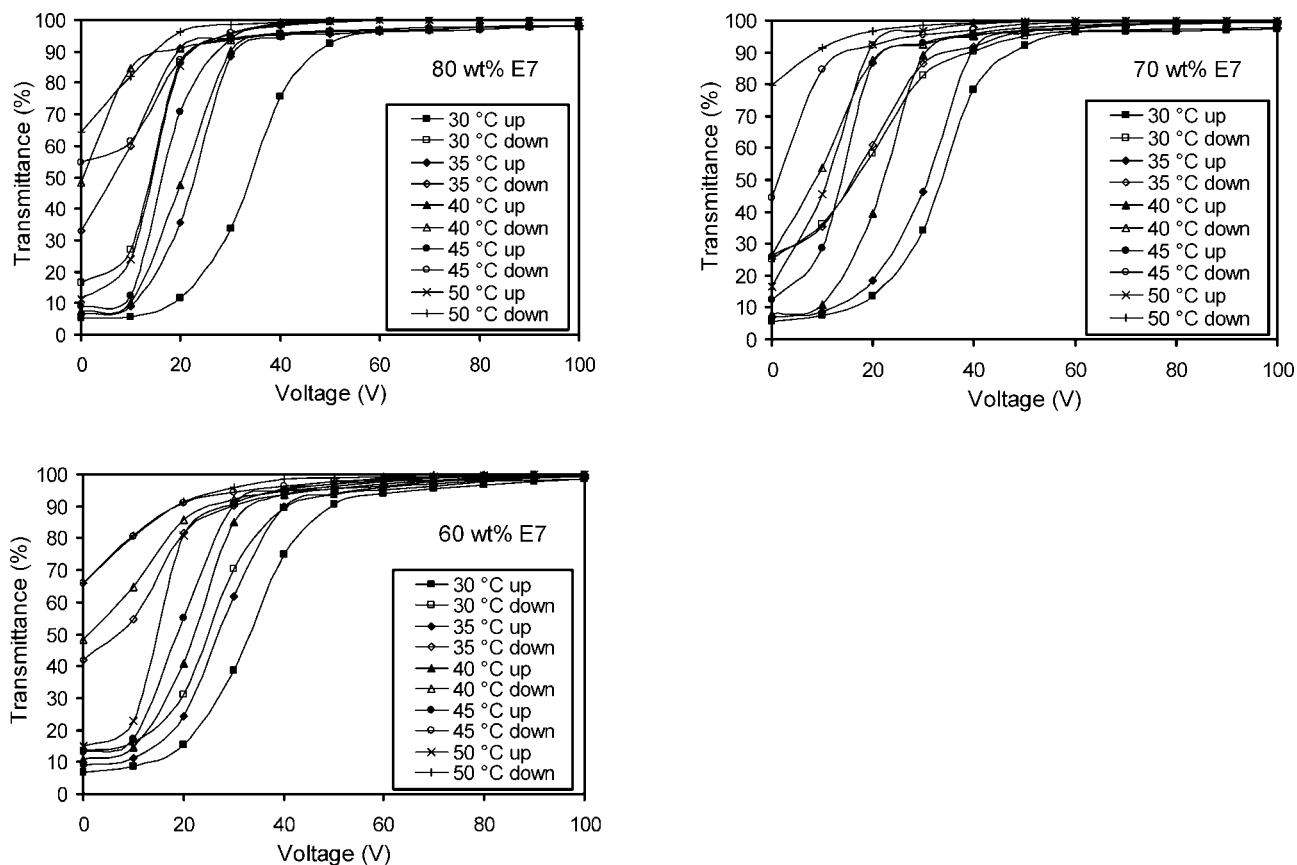 100
90
80
70
60
50
40
30
20
10
0
Transmittance (%)
80 wt% E7
30 °C up
30 °C down
35 °C up
35 °C down
40 °C up
40 °C down
45 °C up
45 °C down
50 °C up
50 °C down
0 20 40 60 80 100
Voltage (V)
100
90
80
70
60
50
40
30
20
10
0
Transmittance (%)
70 wt% E7
30 °C up
30 °C down
35 °C up
35 °C down
40 °C up
40 °C down
45 °C up
45 °C down
50 °C up
50 °C down
0 20 40 60 80 100
Voltage (V)
100
90
80
70
60
50
40
30
20
10
0
Transmittance (%)
60 wt% E7
30 °C up
30 °C down
35 °C up
35 °C down
40 °C up
40 °C down
45 °C up
45 °C down
50 °C up
50 °C down
0 20 40 60 80 100
Voltage (V)